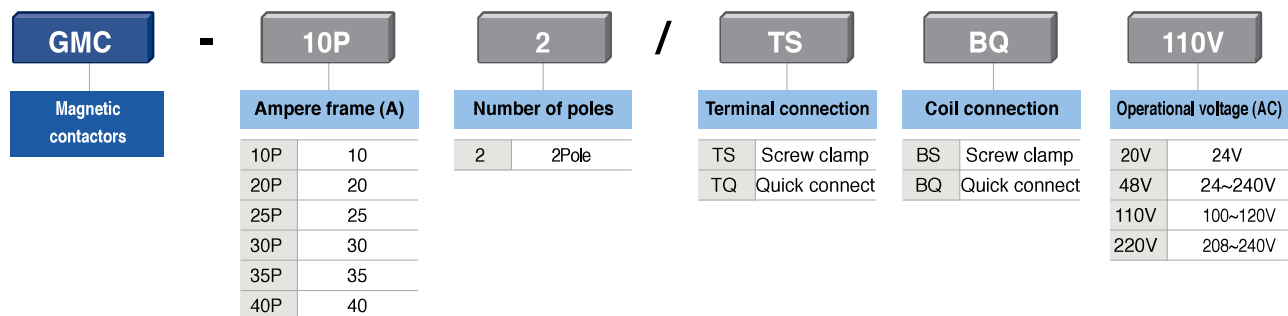 GMC - 10P 2 / TS BQ 110V
Magnetic
contactors
Ampere frame (A)
10P 10
20P 20
25P 25
30P 30
35P 35
40P 40
Number of poles
2 2Pole
Terminal connection
TS Screw clamp
TQ Quick connect
Coil connection
BS Screw clamp
BQ Quick connect
Operational voltage (AC)
20V 24V
48V 24~240V
110V 100~120V
220V 208~240V